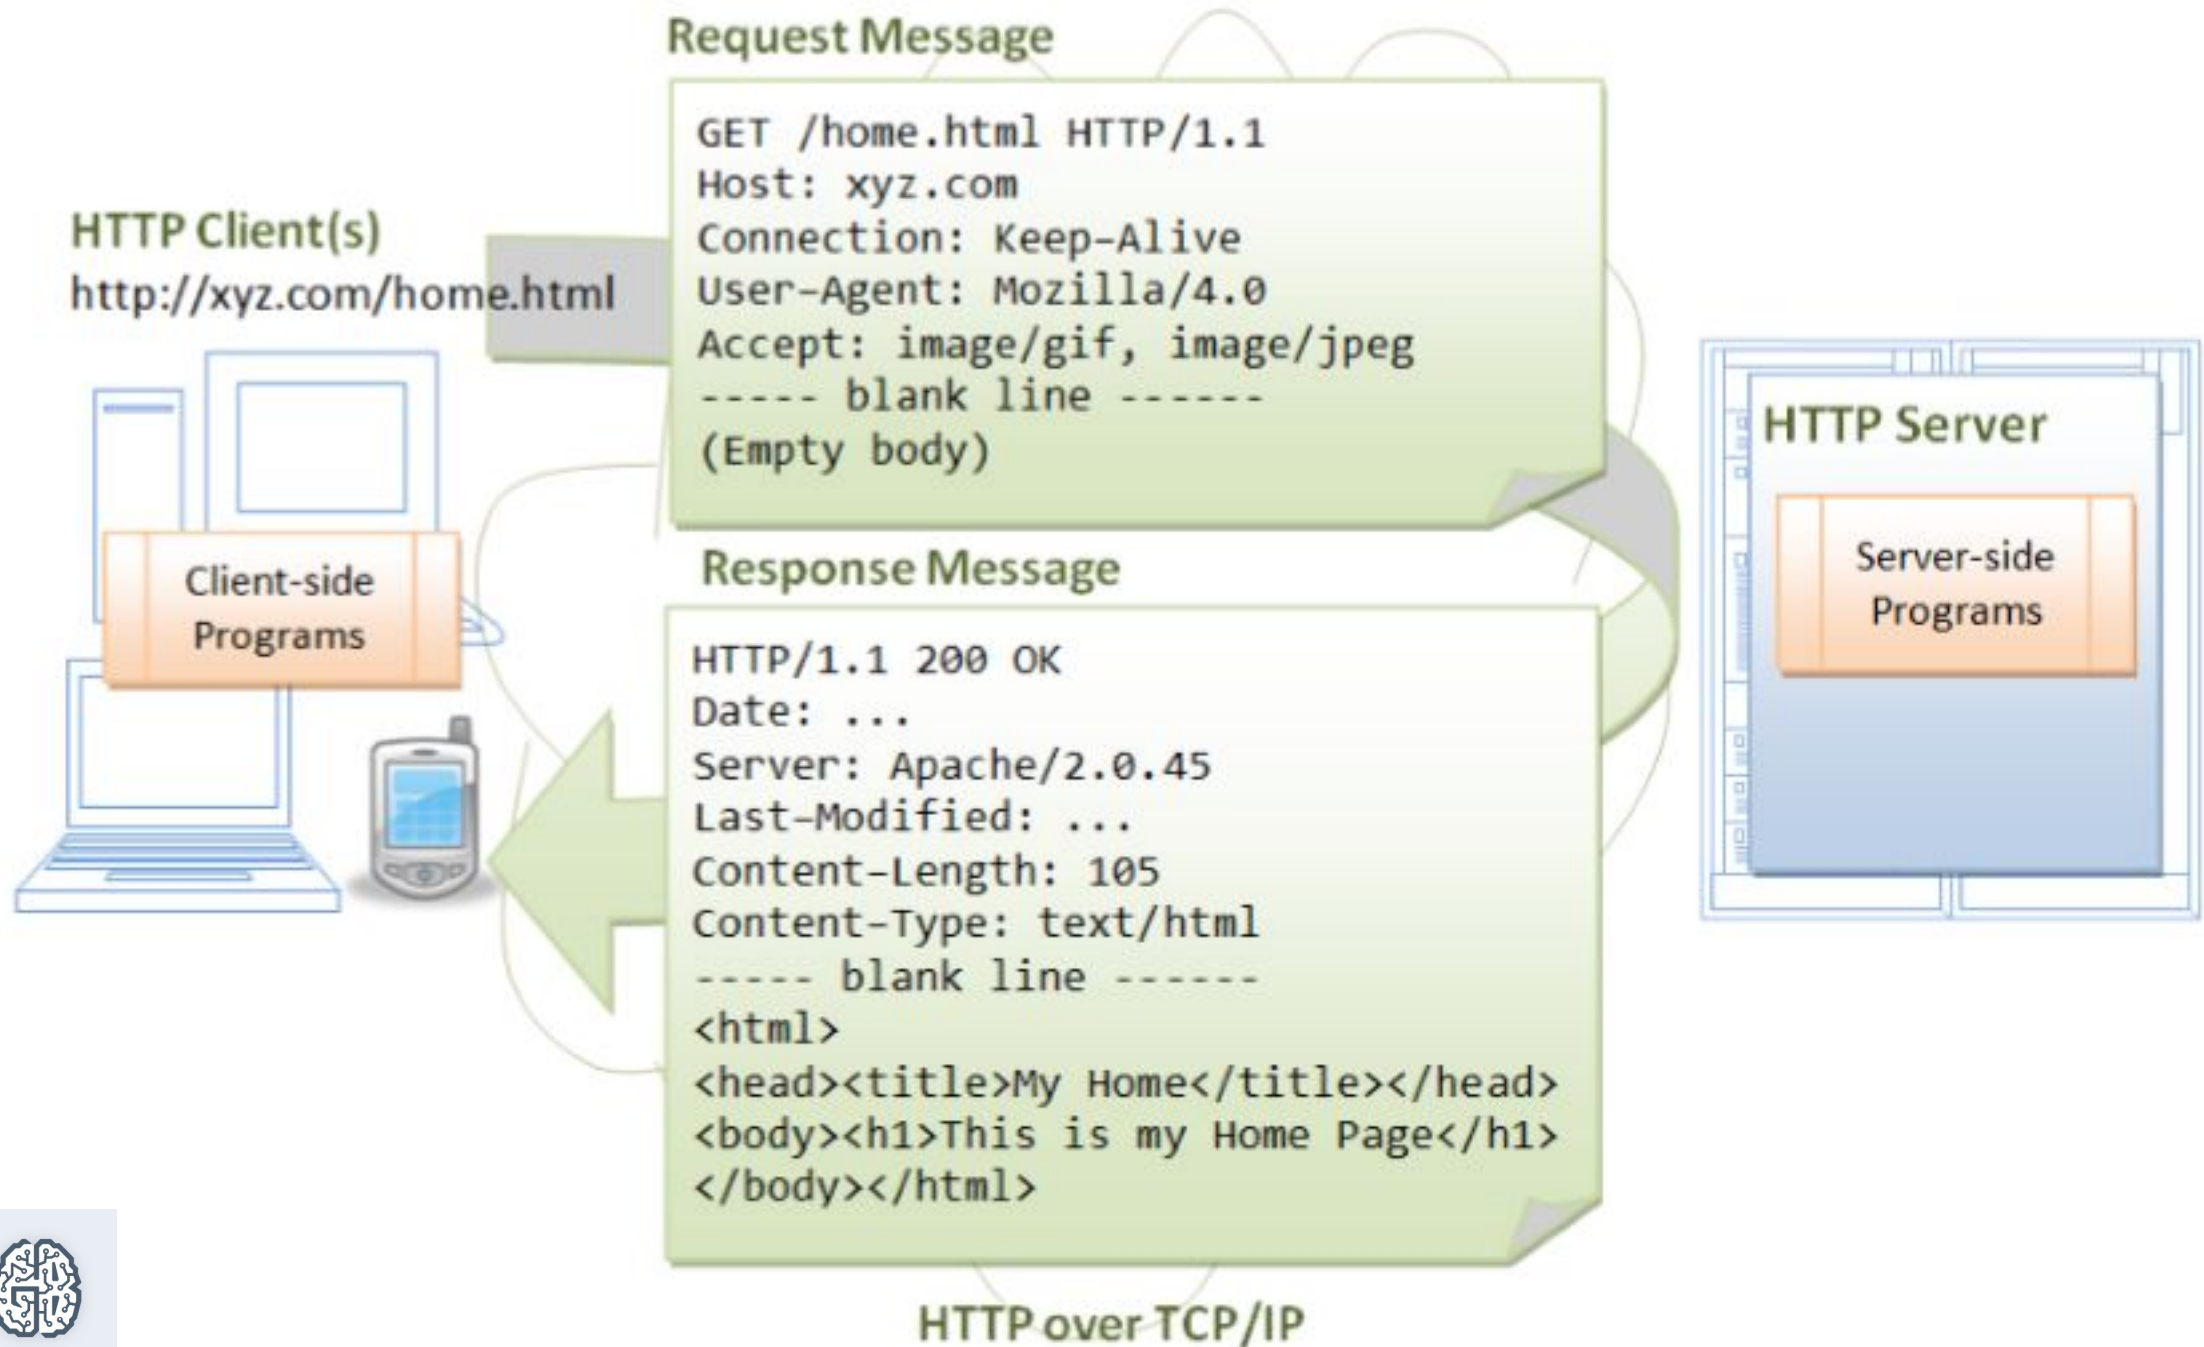 Request Message
GET /home.html HTTP/1.1
Host: xyz.com
Connection: Keep-Alive
User-Agent: Mozilla/4.0
Accept: image/gif, image/jpeg
----- blank line ------
(Empty body)
HTTP Client(s)
http://xyz.com/home.html
Client-side
Programs
HTTP Server
Server-side
Programs
Response Message
HTTP/1.1 200 OK
Date: ...
Server: Apache/2.0.45
Last-Modified: ...
Content-Length: 105
Content-Type: text/html
----- blank line ------
<html>
<head><title>My Home</title></head>
<body><h1>This is my Home Page</h1>
</body></html>
HTTP over TCP/IP